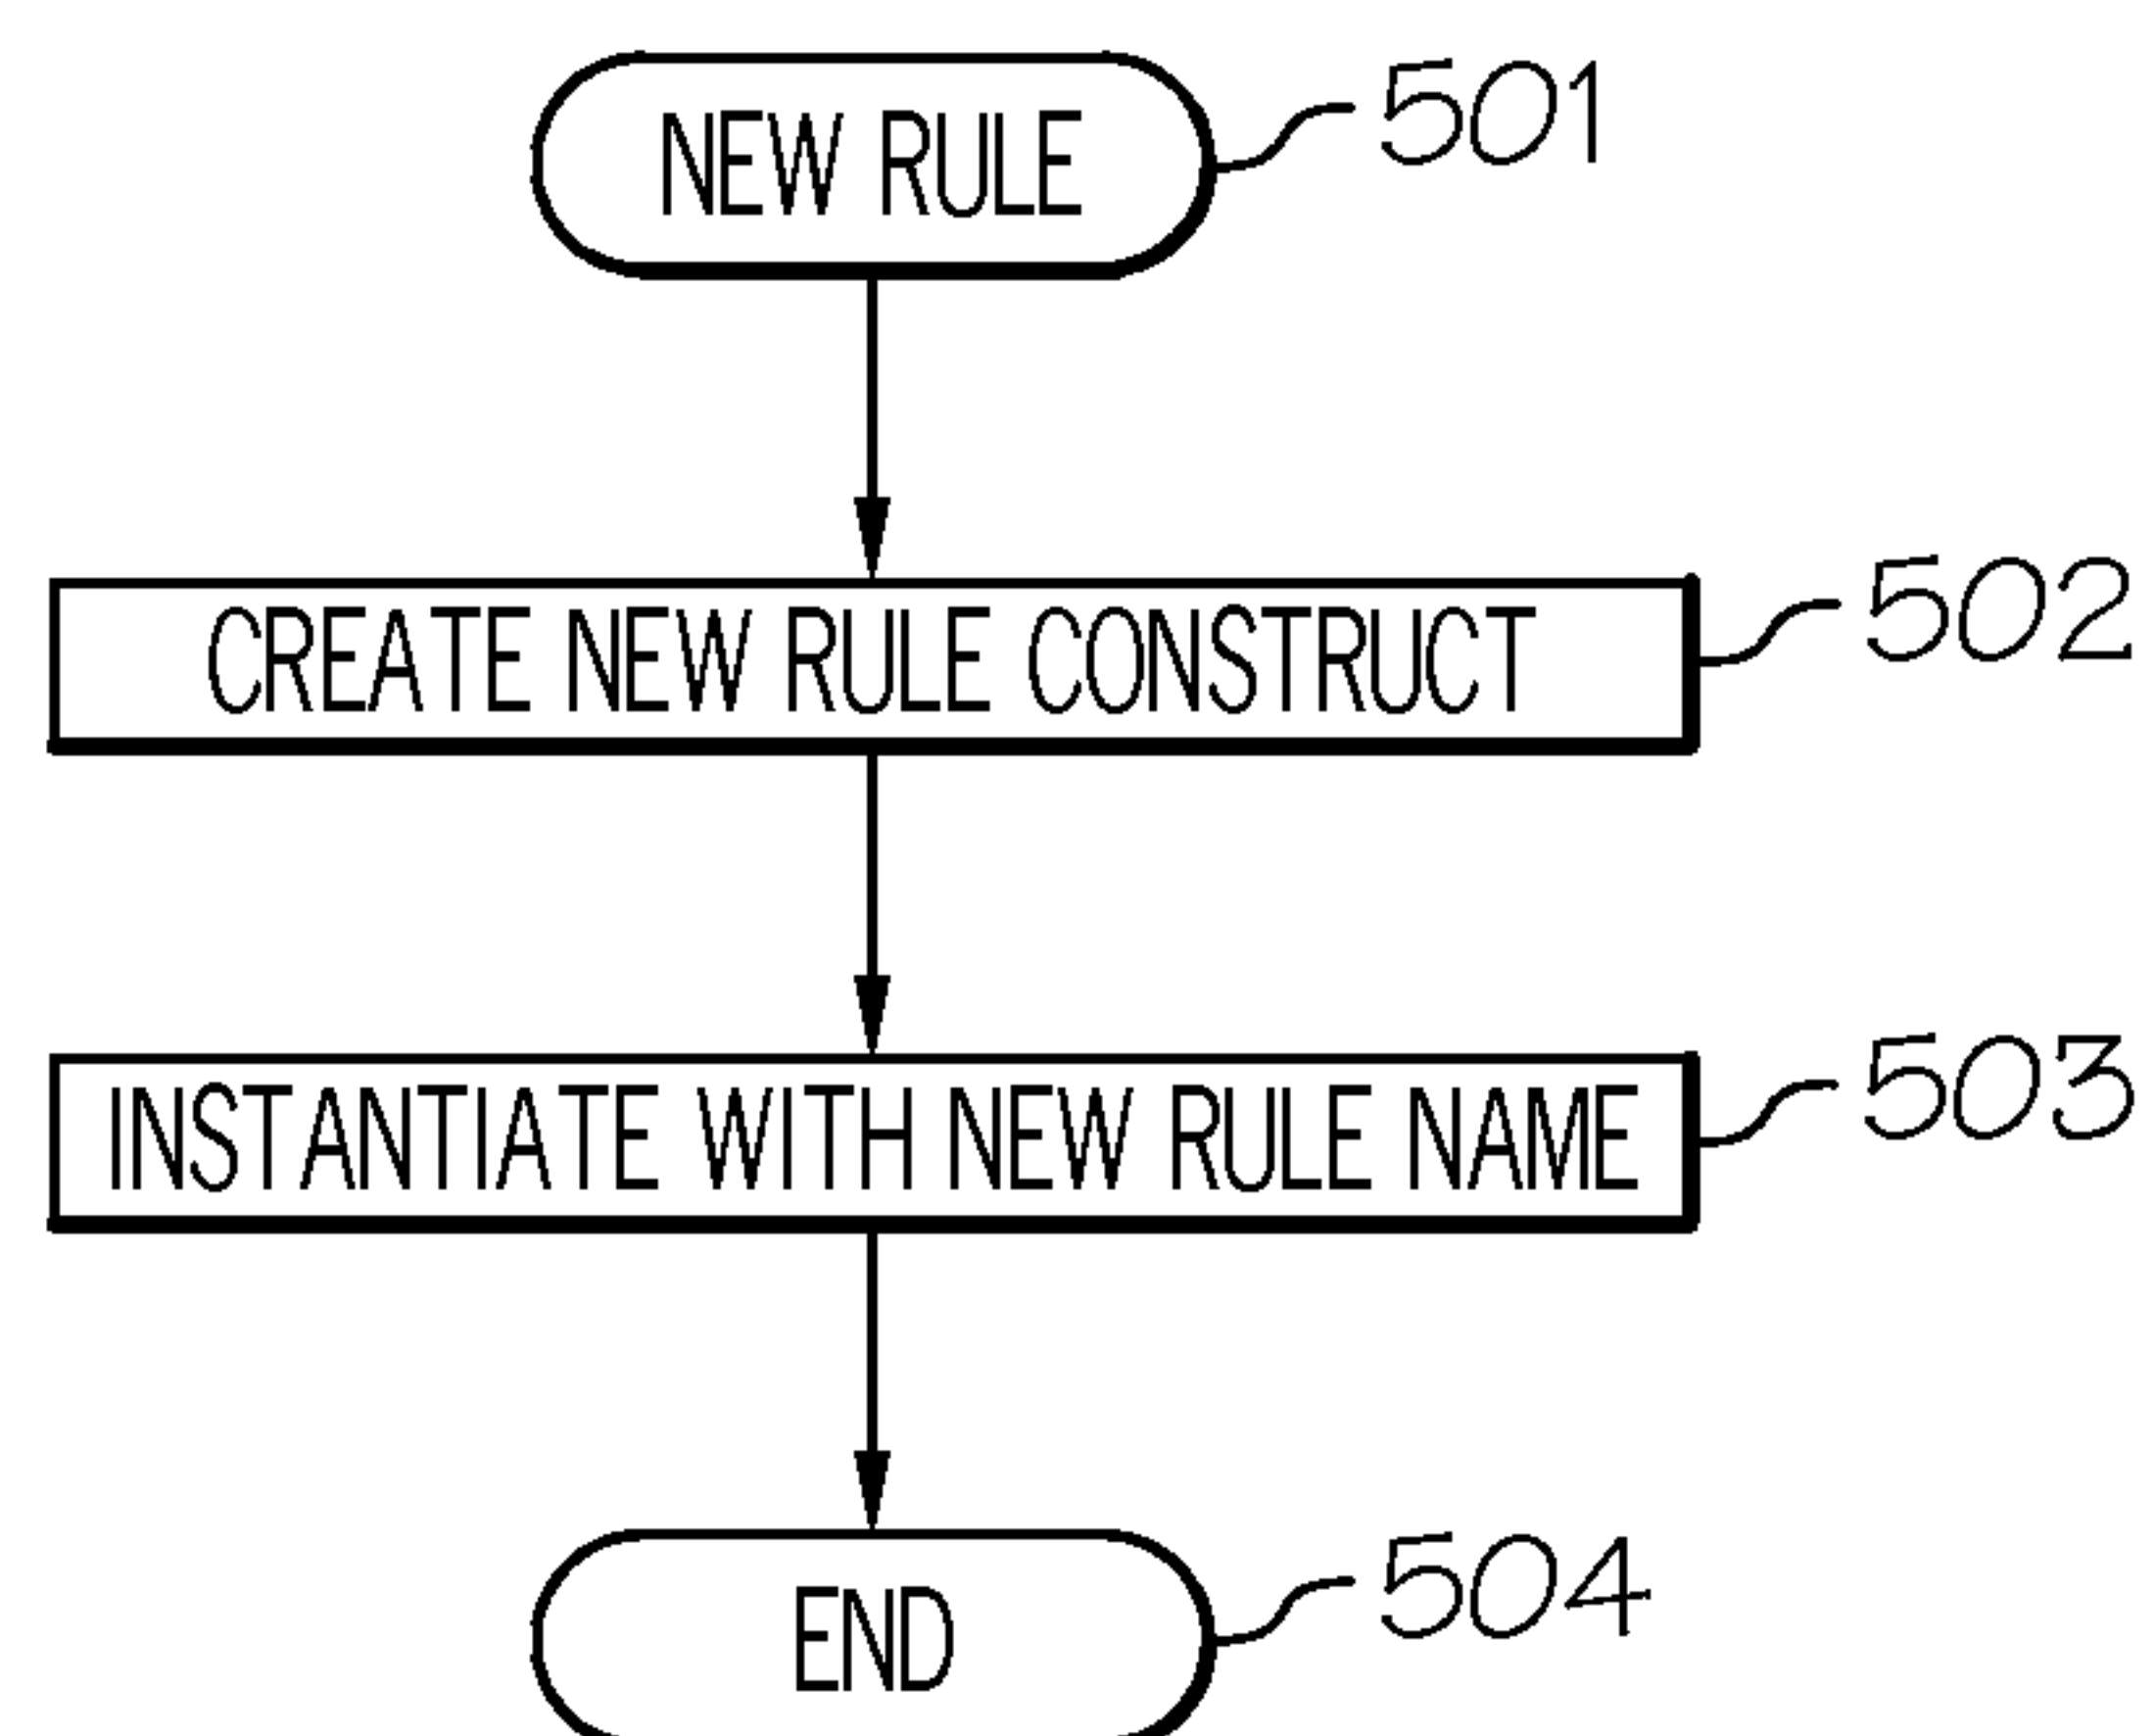 NEW RULE 501
CREATE NEW RULE CONSTRUCT 502
INSTANTIATE WITH NEW RULE NAME 503
END 504